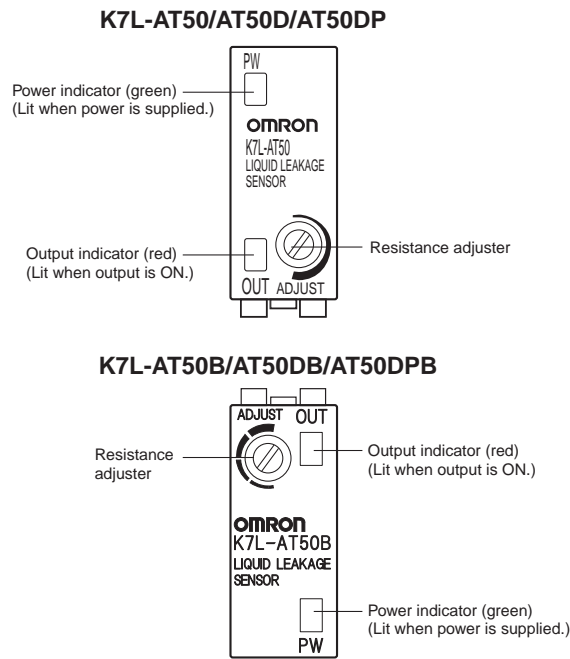 K7L-AT50/AT50D/AT50DP
PW
Power indicator (green)
(Lit when power is supplied.)
OMRON
K7L-AT50
LIQUID LEAKAGE
SENSOR
Output indicator (red)
(Lit when output is ON.)
Resistance adjuster
OUT ADJUST
K7L-AT50B/AT50DB/AT50DPB
ADJUST OUT
Resistance
adjuster
Output indicator (red)
(Lit when output is ON.)
OMRON
K7L-AT50B
LIQUID LEAKAGE
SENSOR
Power indicator (green)
(Lit when power is supplied.)
PW